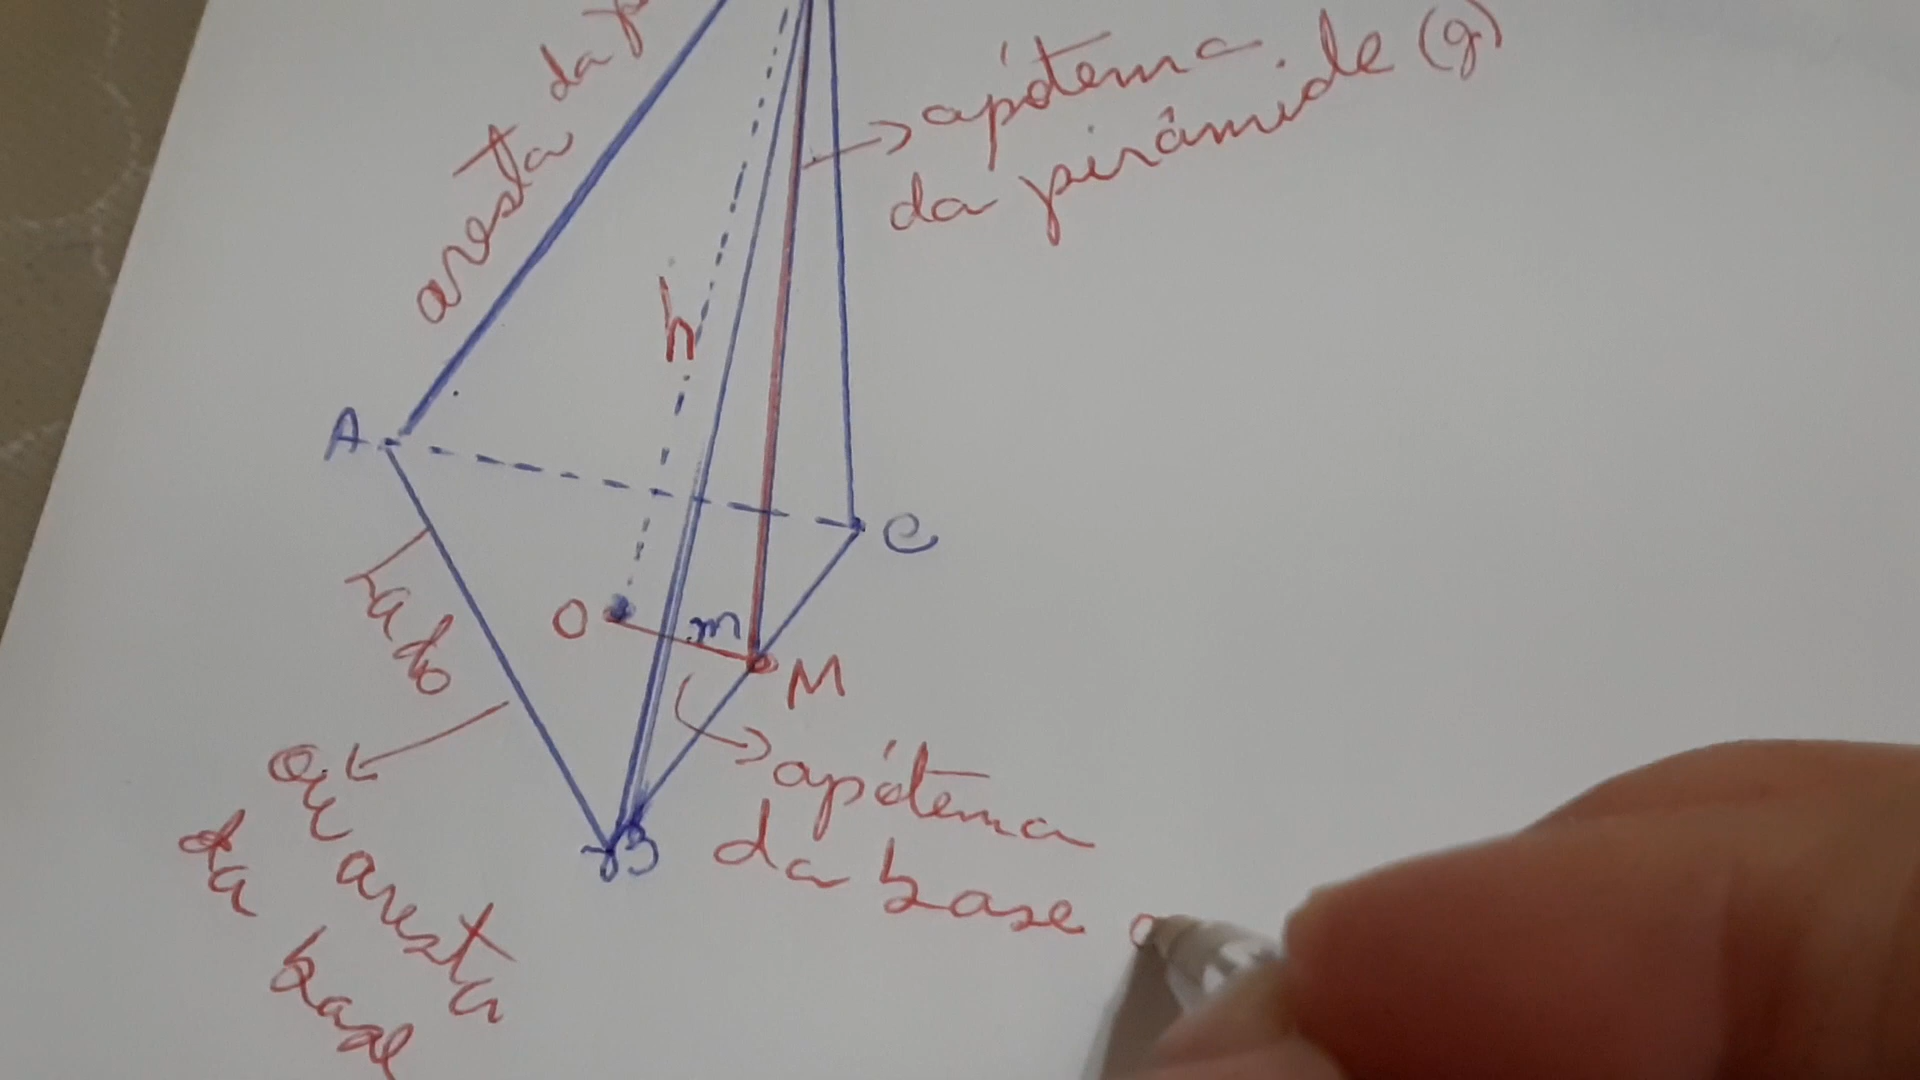 aresta da p
apótema
da pirâmide (g)
h
A
C
Lado
O
m
M
ou aresta
da base
B
apótema
da base